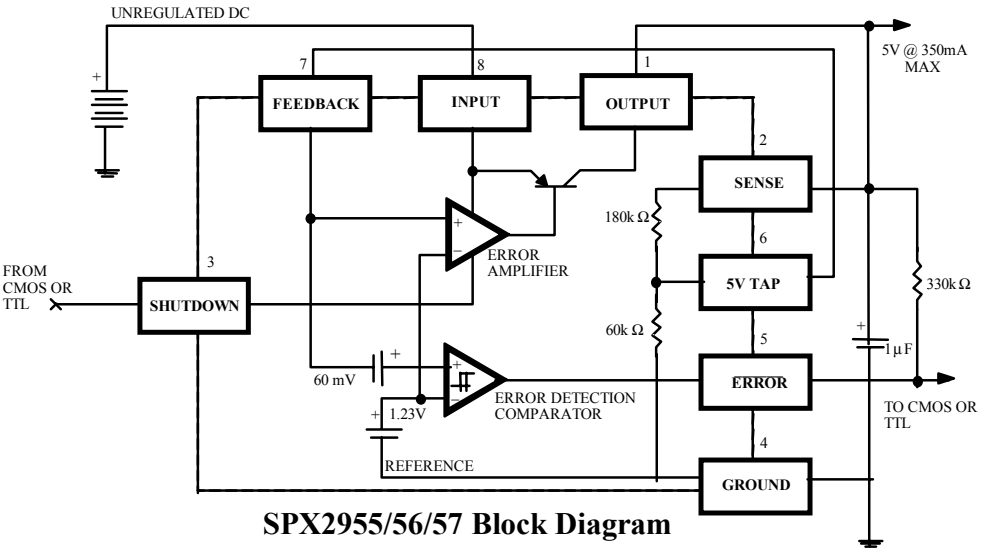 UNREGULATED DC
7
8
1
5V @ 350mA
MAX
+
FEEDBACK
INPUT
OUTPUT
2
SENSE
180k Ω
+
−
ERROR
AMPLIFIER
6
FROM
CMOS OR
TTL
3
SHUTDOWN
5V TAP
330k Ω
60k Ω
5
+
1μF
60 mV
+
+
−
ERROR DETECTION
COMPARATOR
ERROR
TO CMOS OR
TTL
+
1.23V
4
REFERENCE
GROUND
SPX2955/56/57 Block Diagram